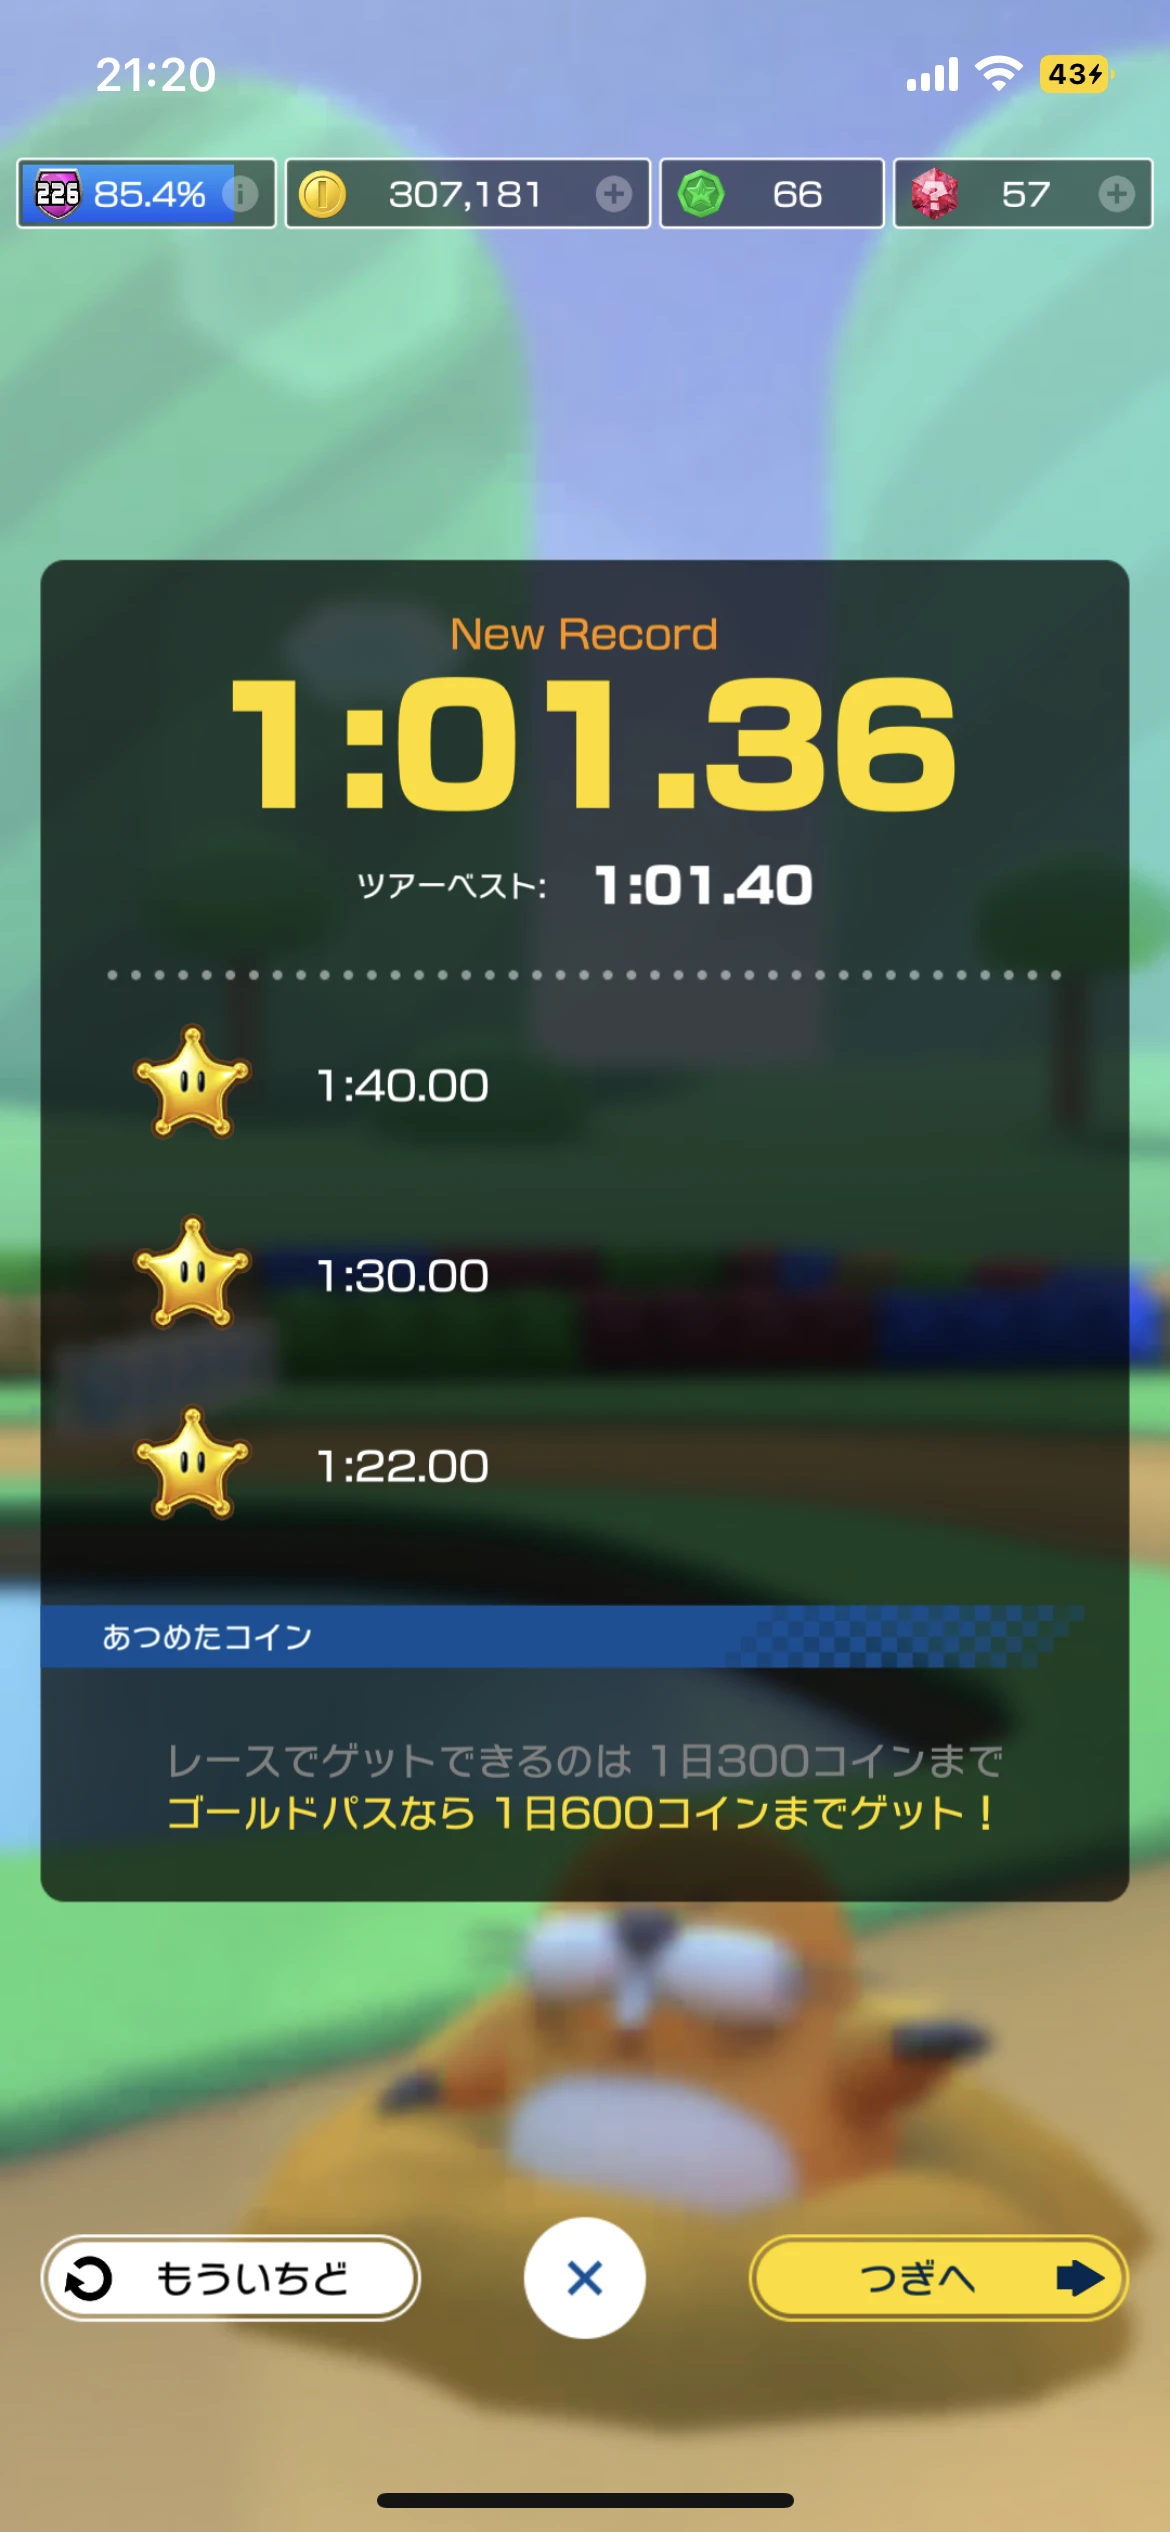 21:20
43
226 85.4% i
307,181 +
66
57 +
New Record
1:01.36
ツアーベスト: 1:01.40
1:40.00
1:30.00
1:22.00
あつめたコイン
レースでゲットできるのは 1日300コインまで
ゴールドパスなら 1日600コインまでゲット！
もういちど
つぎへ